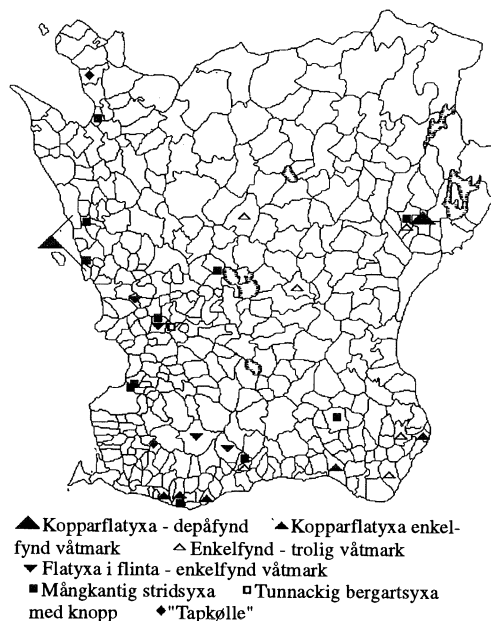 Kopparflatyxa - depåfynd Kopparflatyxa enkel-
fynd våtmark Enkelfynd - trolig våtmark
Flatyxa i flinta - enkelfynd våtmark
Mångkantig stridsyxa Tunnackig bergartsyxa
med knopp "Tapkølle"